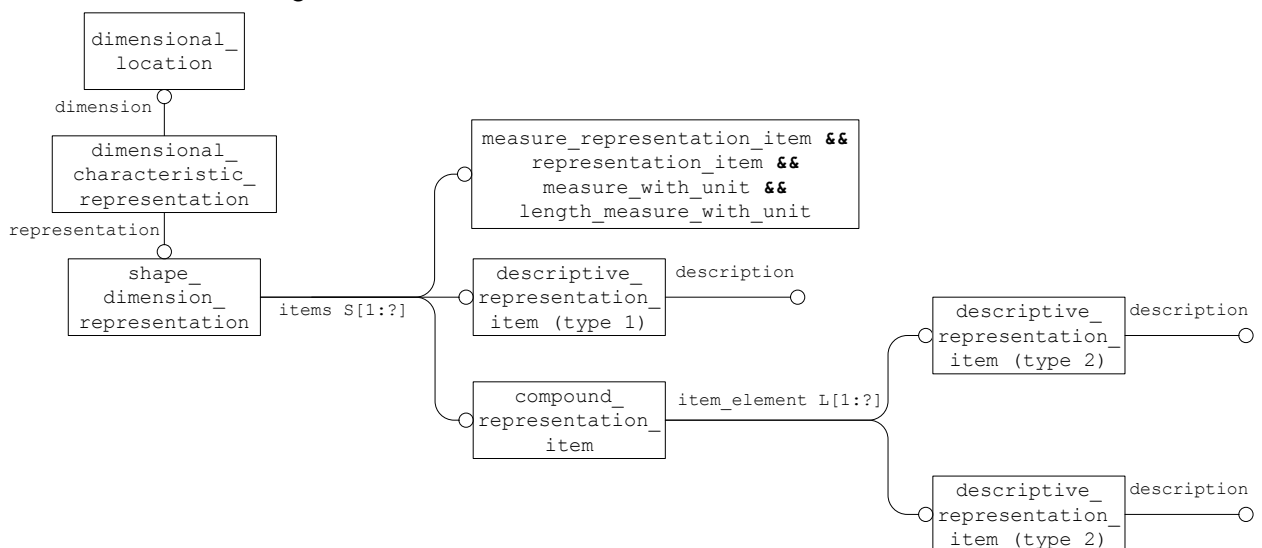 dimensional_
location
dimension
dimensional_
characteristic_
representation
representation
shape_
dimension_
representation
items S[1:?]
measure_representation_item &&
representation_item &&
measure_with_unit &&
length_measure_with_unit
descriptive_
representation_
item (type 1)
description
compound_
representation_
item
item_element L[1:?]
descriptive_
representation_
item (type 2)
description
descriptive_
representation_
item (type 2)
description